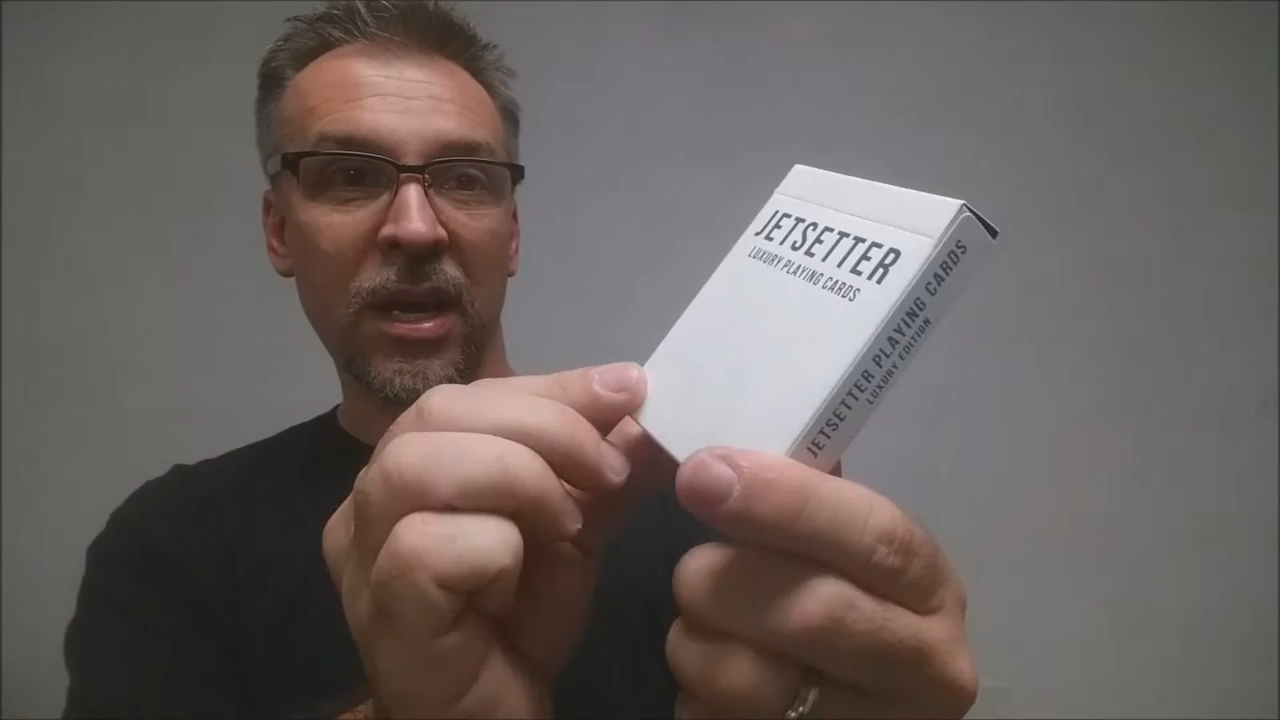 JETSETTER
LUXURY PLAYING CARDS
JETSETTER PLAYING CARDS
LUXURY EDITION